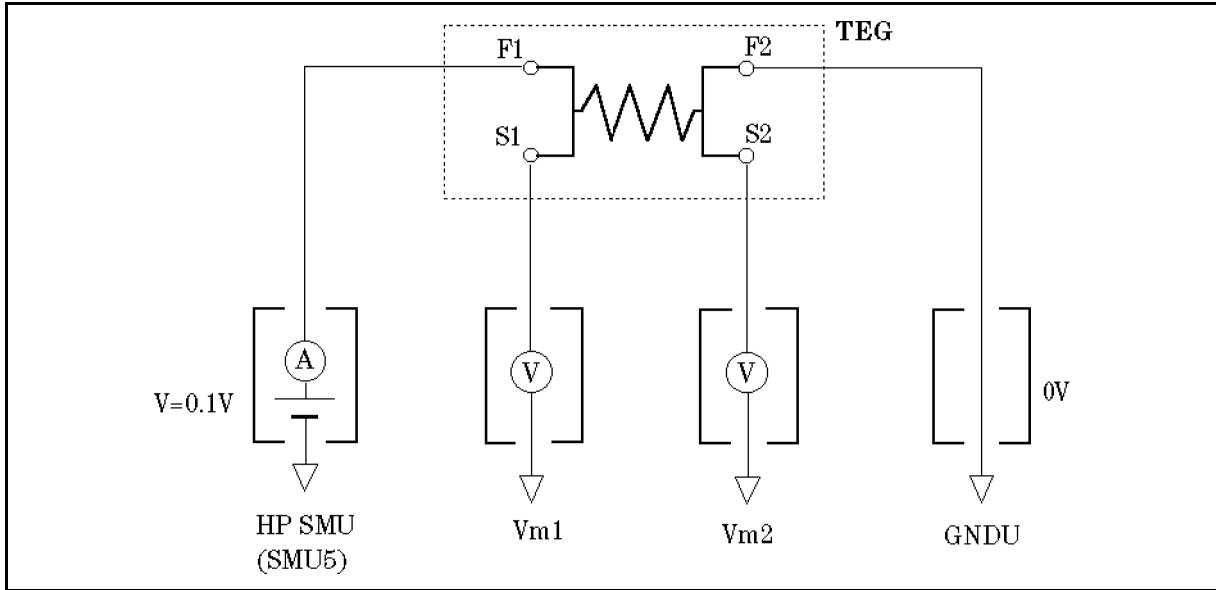 TEG
F1
F2
S1
S2
A
V
V
V=0.1V
0V
HP SMU
(SMU5)
Vm1
Vm2
GNDU